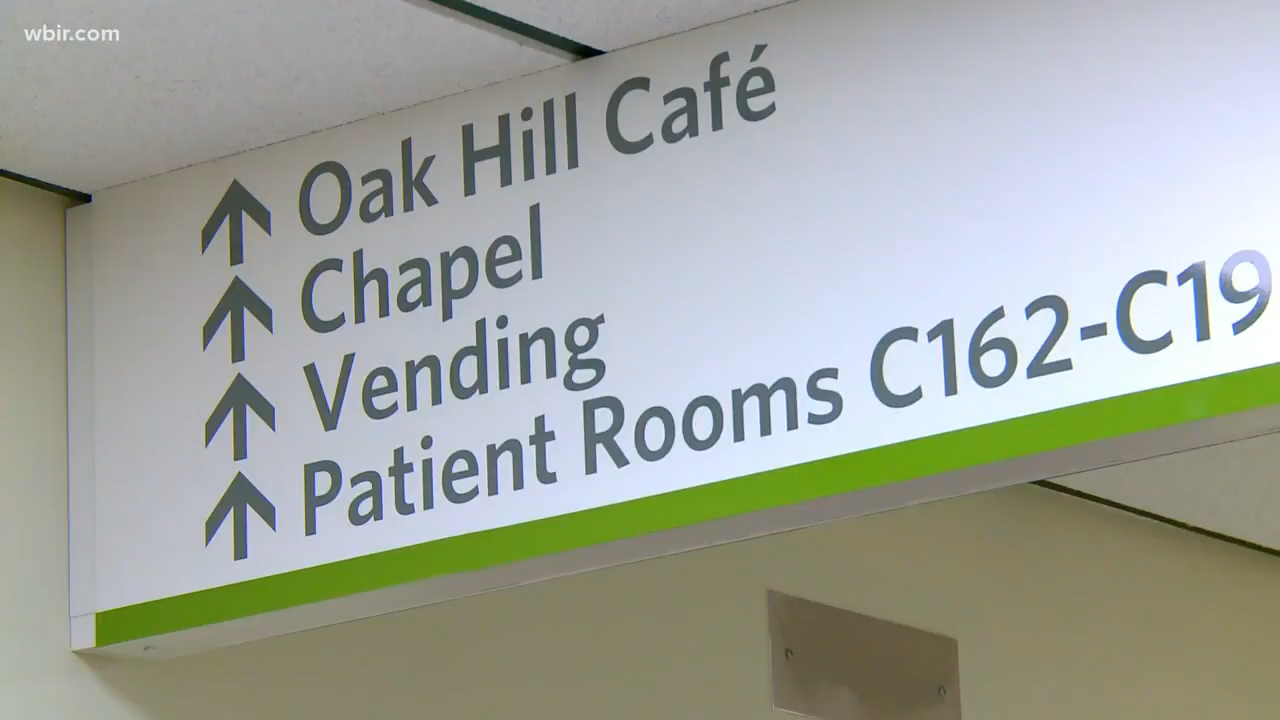 wbir.com
↑ Oak Hill Café
↑ Chapel
↑ Vending
↑ Patient Rooms C162-C19